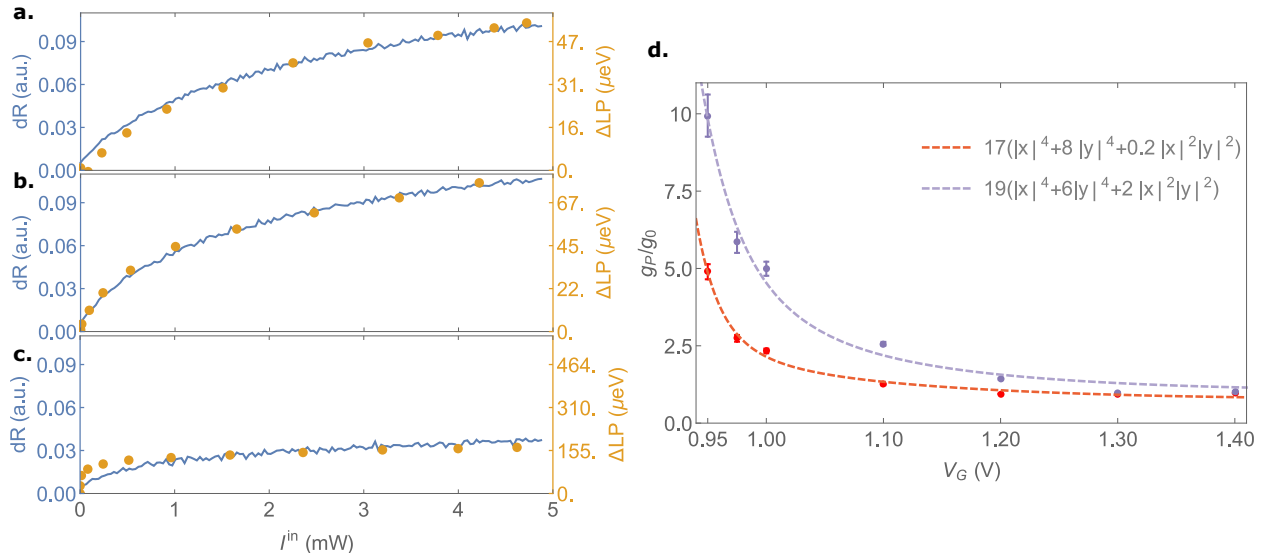 a.
dR (a.u.)
0.09
0.06
0.03
0.00
47.
31.
16.
0.
ΔLP (μeV)
b.
dR (a.u.)
0.09
0.06
0.03
0.00
67.
45.
22.
0.
ΔLP (μeV)
c.
dR (a.u.)
0.09
0.06
0.03
0.00
464.
310.
155.
0.
ΔLP (μeV)
0 1 2 3 4 5
I^in (mW)
d.
g_P/g_0
10
7.5
5.0
2.5
0.0
17(|x|^4+8 |y|^4+0.2 |x|^2|y|^2)
19(|x|^4+6|y|^4+2 |x|^2|y|^2)
0.95 1.00 1.10 1.20 1.30 1.40
V_G (V)